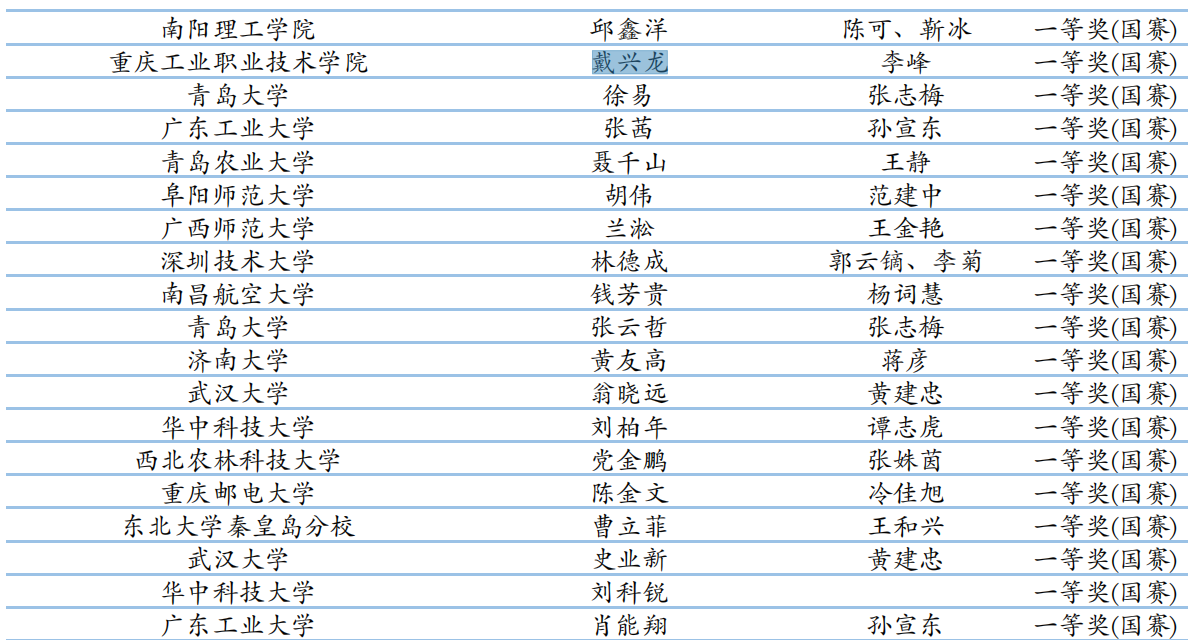 南阳理工学院 邱鑫洋 陈可、靳冰 一等奖(国赛)
重庆工业职业技术学院 戴兴龙 李峰 一等奖(国赛)
青岛大学 徐易 张志梅 一等奖(国赛)
广东工业大学 张茜 孙宣东 一等奖(国赛)
青岛农业大学 聂千山 王静 一等奖(国赛)
阜阳师范大学 胡伟 范建中 一等奖(国赛)
广西师范大学 兰淞 王金艳 一等奖(国赛)
深圳技术大学 林德成 郭云镝、李菊 一等奖(国赛)
南昌航空大学 钱芳贵 杨词慧 一等奖(国赛)
青岛大学 张云哲 张志梅 一等奖(国赛)
济南大学 黄友高 蒋彦 一等奖(国赛)
武汉大学 翁晓远 黄建忠 一等奖(国赛)
华中科技大学 刘柏年 谭志虎 一等奖(国赛)
西北农林科技大学 党金鹏 张姝茵 一等奖(国赛)
重庆邮电大学 陈金文 冷佳旭 一等奖(国赛)
东北大学秦皇岛分校 曹立菲 王和兴 一等奖(国赛)
武汉大学 史业新 黄建忠 一等奖(国赛)
华中科技大学 刘科锐 一等奖(国赛)
广东工业大学 肖能翔 孙宣东 一等奖(国赛)